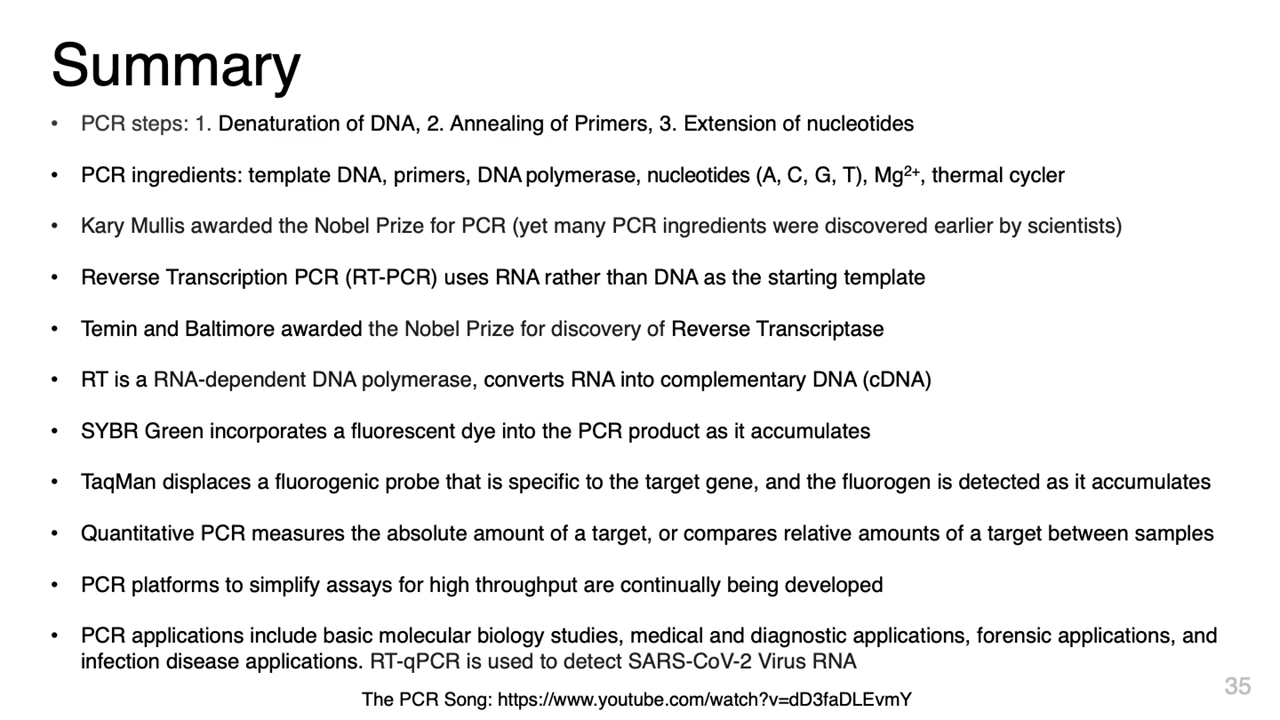 Summary
• PCR steps: 1. Denaturation of DNA, 2. Annealing of Primers, 3. Extension of nucleotides
• PCR ingredients: template DNA, primers, DNA polymerase, nucleotides (A, C, G, T), Mg²⁺, thermal cycler
• Kary Mullis awarded the Nobel Prize for PCR (yet many PCR ingredients were discovered earlier by scientists)
• Reverse Transcription PCR (RT-PCR) uses RNA rather than DNA as the starting template
• Temin and Baltimore awarded the Nobel Prize for discovery of Reverse Transcriptase
• RT is a RNA-dependent DNA polymerase, converts RNA into complementary DNA (cDNA)
• SYBR Green incorporates a fluorescent dye into the PCR product as it accumulates
• TaqMan displaces a fluorogenic probe that is specific to the target gene, and the fluorogen is detected as it accumulates
• Quantitative PCR measures the absolute amount of a target, or compares relative amounts of a target between samples
• PCR platforms to simplify assays for high throughput are continually being developed
• PCR applications include basic molecular biology studies, medical and diagnostic applications, forensic applications, and
infection disease applications. RT-qPCR is used to detect SARS-CoV-2 Virus RNA
The PCR Song: https://www.youtube.com/watch?v=dD3faDLEvmY
35